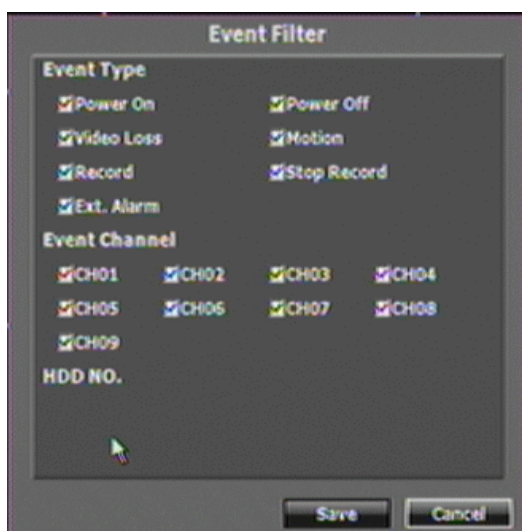 Event Filter
Event Type
Power On Power Off
Video Loss Motion
Record Stop Record
Ext. Alarm
Event Channel
CH01 CH02 CH03 CH04
CH05 CH06 CH07 CH08
CH09
HDD NO.
Save Cancel